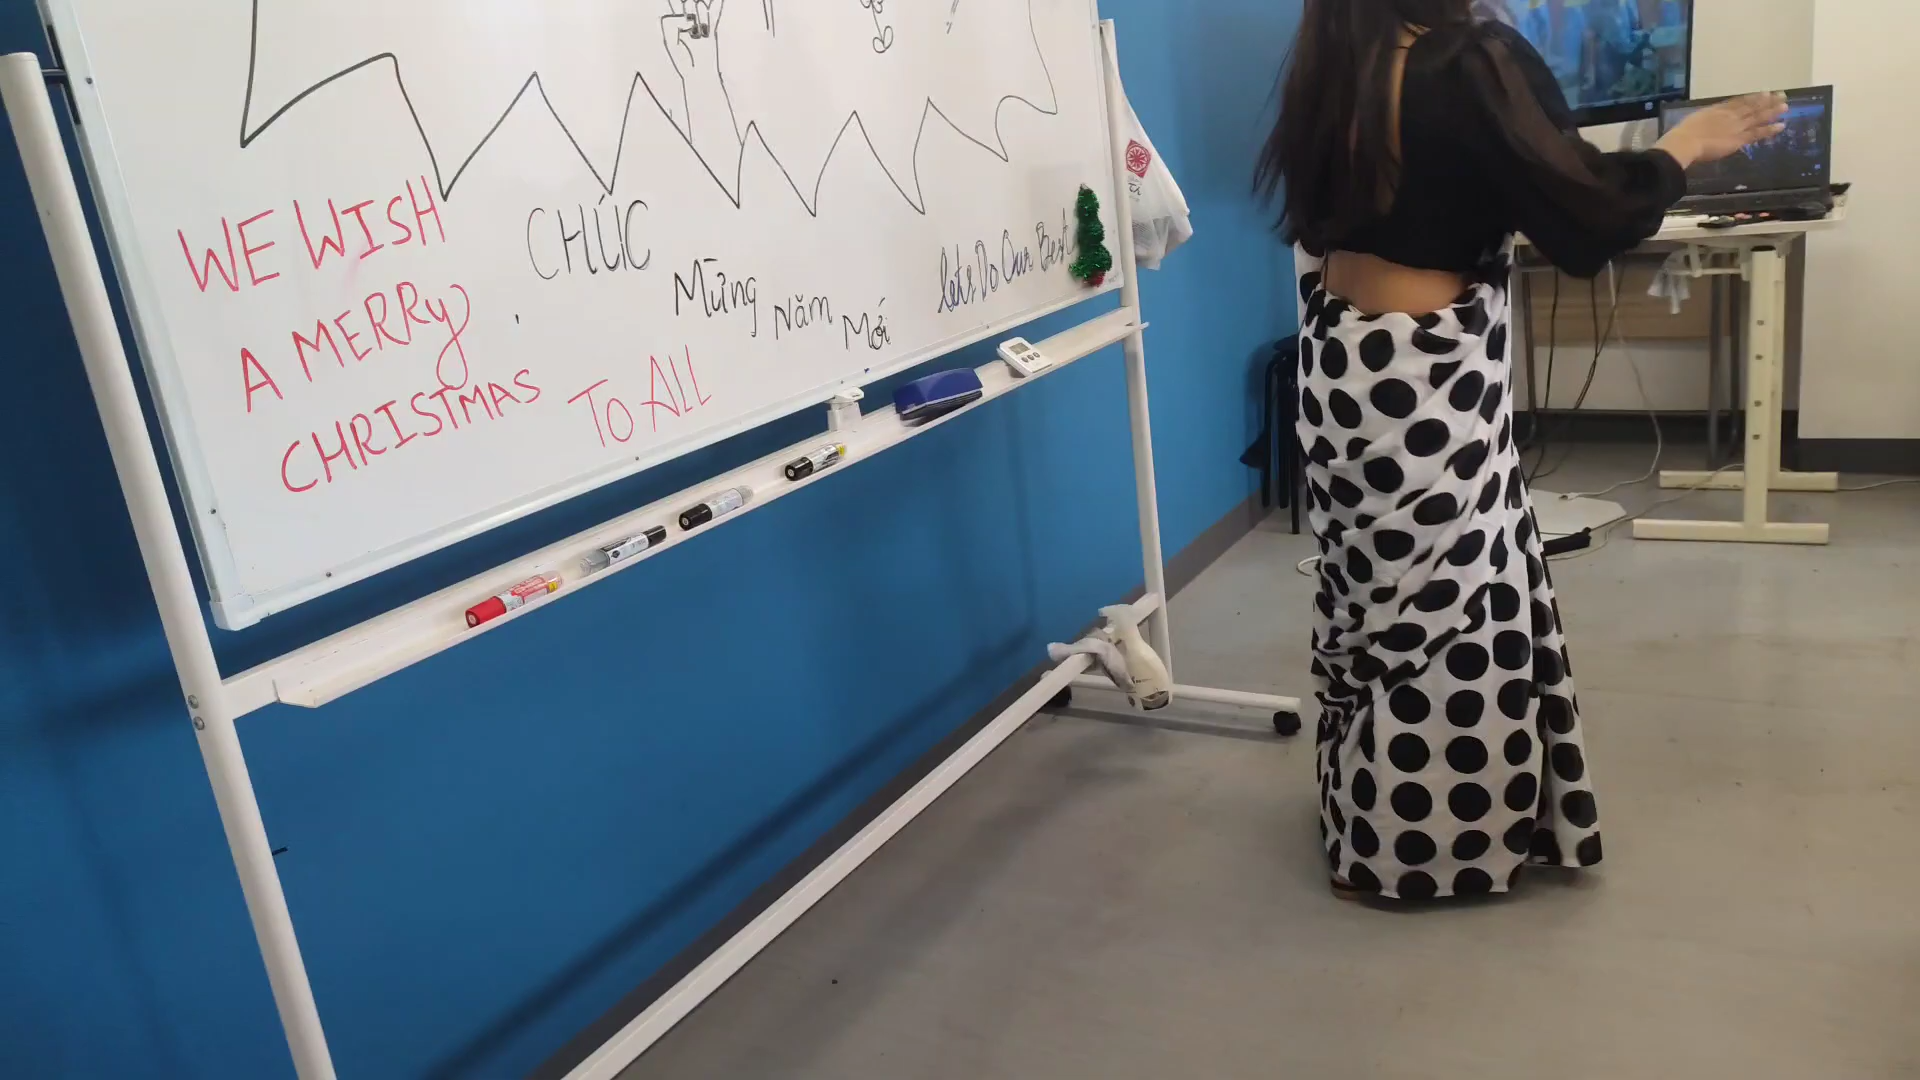 WE WISH
A MERRY
CHRISTMAS
TO ALL
CHÚC
Mừng
Năm
Mới
let's Do Our Best